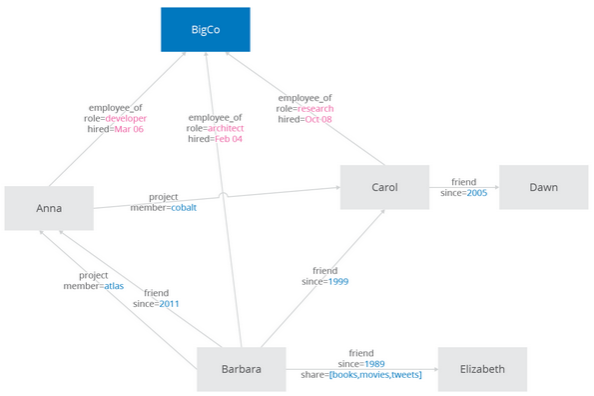 BigCo
employee_of
role=developer
hired=Mar 06
employee_of
role=architect
hired=Feb 04
employee_of
role=research
hired=Oct 08
Anna
project
member=cobalt
Carol
friend
since=2005
Dawn
project
member=atlas
friend
since=2011
friend
since=1999
Barbara
friend
since=1989
share=[books,movies,tweets]
Elizabeth